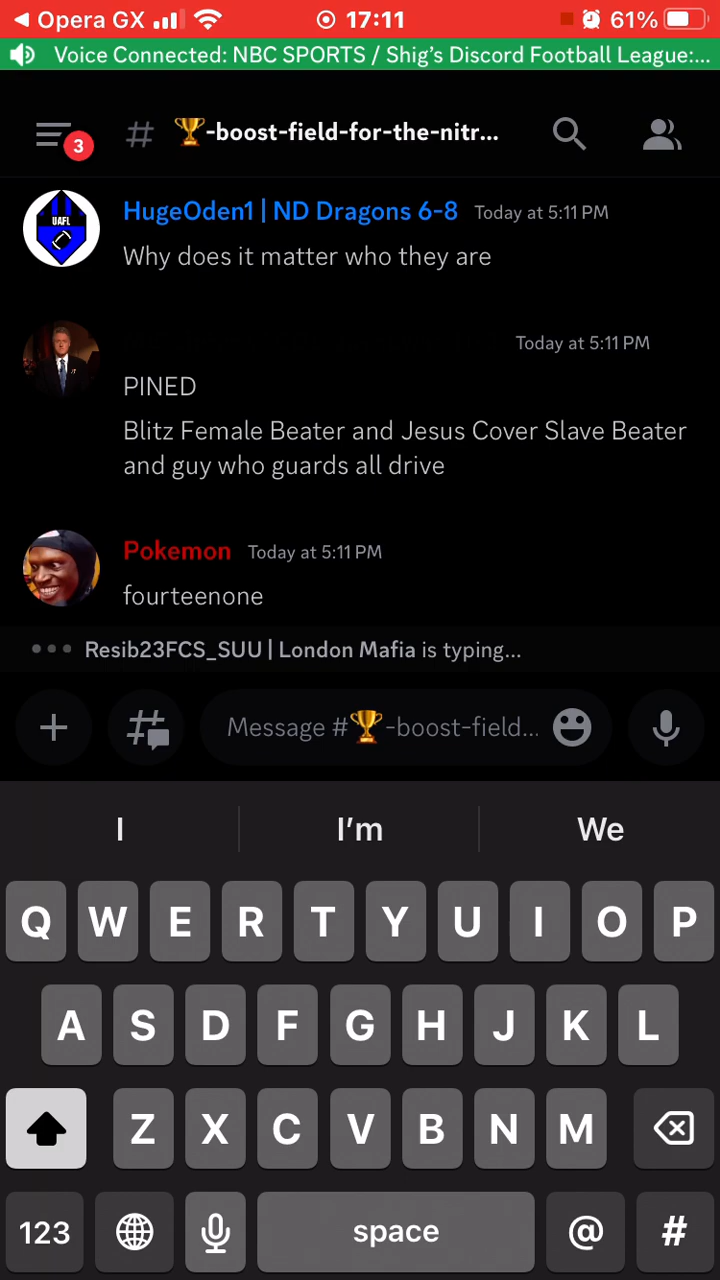 Opera GX 17:11 61%
Voice Connected: NBC SPORTS / Shig's Discord Football League:...
3 # 🏆-boost-field-for-the-nitr...
UAFL
HugeOden1 | ND Dragons 6-8 Today at 5:11 PM
Why does it matter who they are
Today at 5:11 PM
PINED
Blitz Female Beater and Jesus Cover Slave Beater
and guy who guards all drive
Pokemon Today at 5:11 PM
fourteenone
Resib23FCS_SUU | London Mafia is typing...
Message #🏆-boost-field...
I I'm We
Q W E R T Y U I O P
A S D F G H J K L
Z X C V B N M
123 space @ #